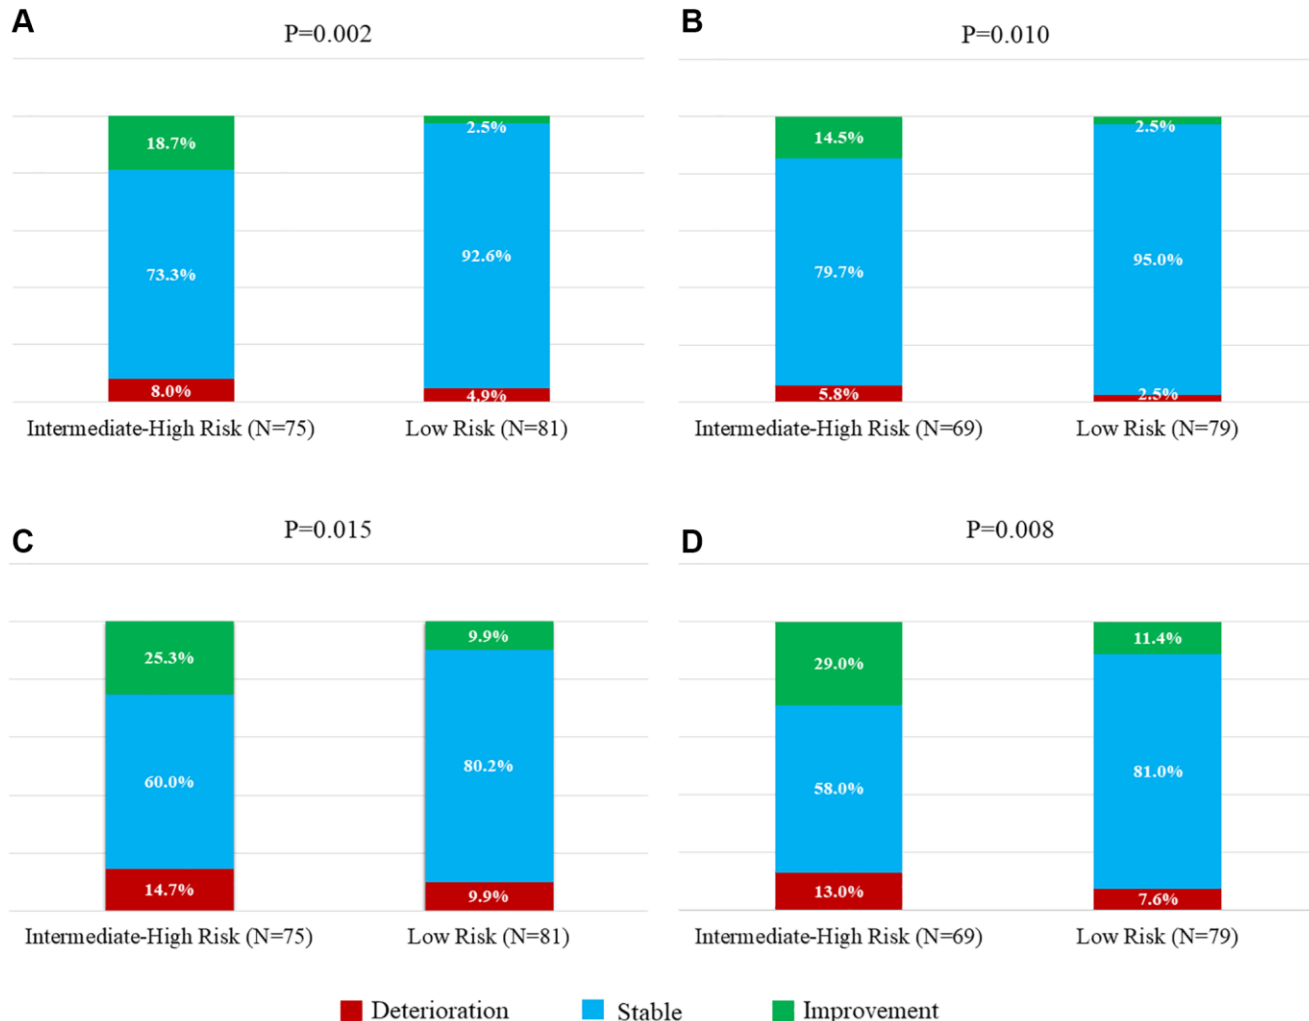 A
P=0.002
18.7%
2.5%
73.3%
92.6%
8.0%
4.9%
Intermediate-High Risk (N=75)
Low Risk (N=81)
B
P=0.010
14.5%
2.5%
79.7%
95.0%
5.8%
2.5%
Intermediate-High Risk (N=69)
Low Risk (N=79)
C
P=0.015
25.3%
9.9%
60.0%
80.2%
14.7%
9.9%
Intermediate-High Risk (N=75)
Low Risk (N=81)
D
P=0.008
29.0%
11.4%
58.0%
81.0%
13.0%
7.6%
Intermediate-High Risk (N=69)
Low Risk (N=79)
Deterioration
Stable
Improvement